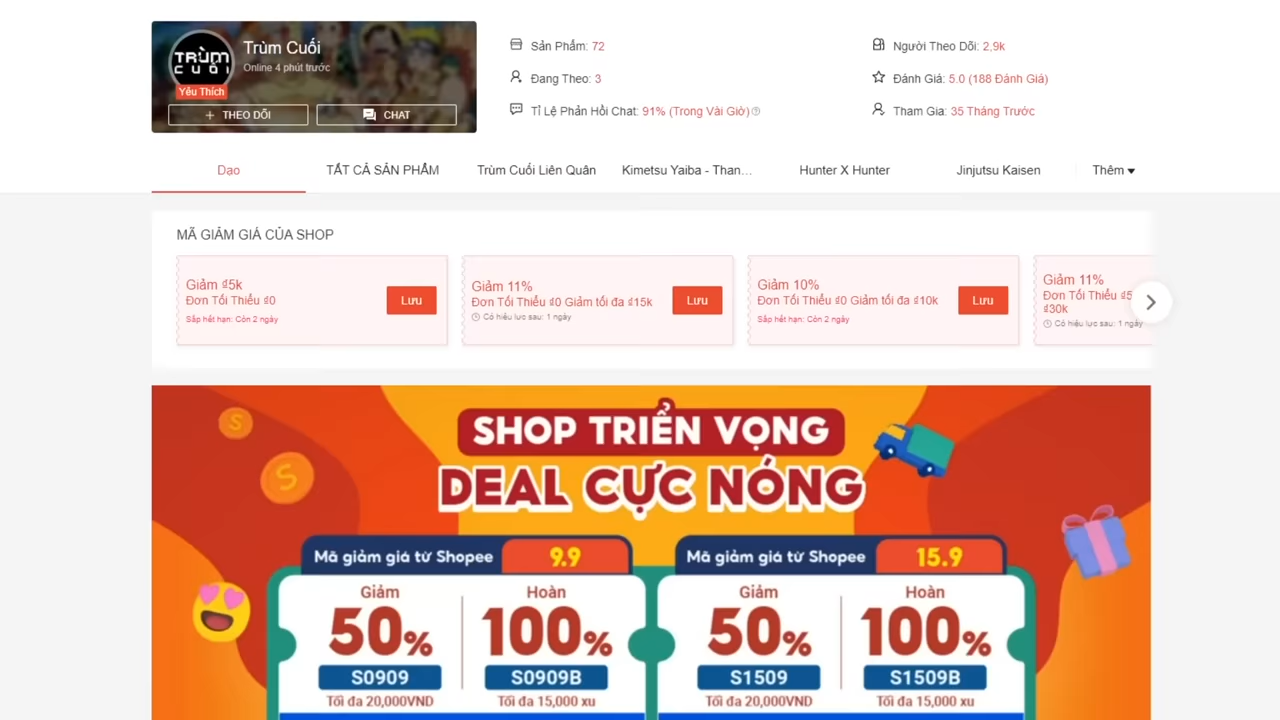 TRÙM
CUỐI
Yêu Thích
Trùm Cuối
Online 4 phút trước
+ THEO DÕI
CHAT
Sản Phẩm: 72
Đang Theo: 3
Tỉ Lệ Phản Hồi Chat: 91% (Trong Vài Giờ)
Người Theo Dõi: 2,9k
Đánh Giá: 5.0 (188 Đánh Giá)
Tham Gia: 35 Tháng Trước
Dạo
TẤT CẢ SẢN PHẨM
Trùm Cuối Liên Quân
Kimetsu Yaiba - Than...
Hunter X Hunter
Jinjutsu Kaisen
Thêm
MÃ GIẢM GIÁ CỦA SHOP
Giảm ₫5k
Đơn Tối Thiểu ₫0
Sắp hết hạn: Còn 2 ngày
Lưu
Giảm 11%
Đơn Tối Thiểu ₫0 Giảm tối đa ₫15k
Có hiệu lực sau: 1 ngày
Lưu
Giảm 10%
Đơn Tối Thiểu ₫0 Giảm tối đa ₫10k
Sắp hết hạn: Còn 2 ngày
Lưu
Giảm 11%
Đơn Tối Thiểu
₫30k
Có hiệu lực sau: 1 ngày
SHOP TRIỂN VỌNG
DEAL CỰC NÓNG
Mã giảm giá từ Shopee 9.9
Giảm
50%
S0909
Tối đa 20,000VND
Hoàn
100%
S0909B
Tối đa 15,000 xu
Mã giảm giá từ Shopee 15.9
Giảm
50%
S1509
Tối đa 20,000VND
Hoàn
100%
S1509B
Tối đa 15,000 xu